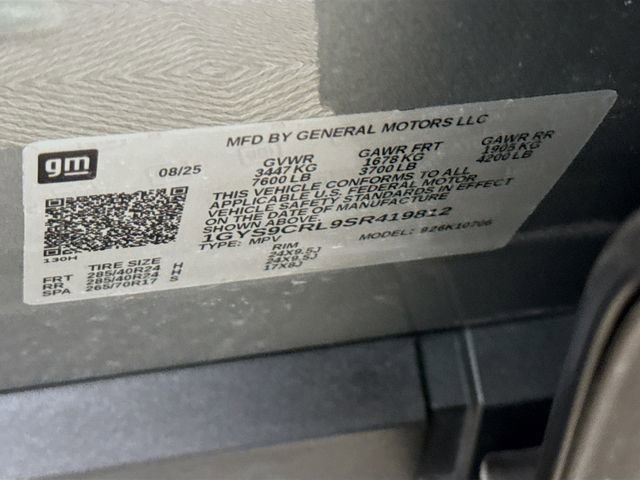 gm
MFD BY GENERAL MOTORS LLC
08/25
GVWR GAWR FRT GAWR RR
3447 KG 1678 KG 1905 KG
7600 LB 3700 LB 4200 LB
THIS VEHICLE CONFORMS TO ALL
APPLICABLE U.S. FEDERAL MOTOR
VEHICLE SAFETY STANDARDS IN EFFECT
ON THE DATE OF MANUFACTURE
SHOWN ABOVE.
1GYS9CRL9SR419812
TYPE: MPV MODEL: 926K10706
130H
TIRE SIZE RIM
FRT 285/40R24 H 24X9.5J
RR 285/40R24 H 24X9.5J
SPA 265/70R17 S 17X8J